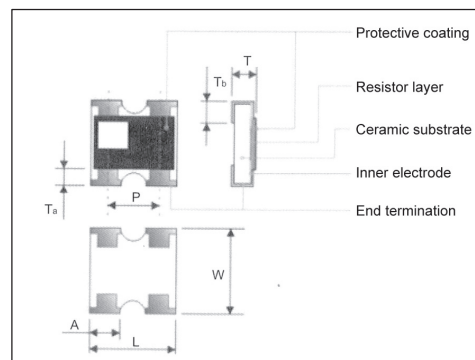 Protective coating
T
Tb
Resistor layer
Ceramic substrate
Inner electrode
Ta
P
End termination
W
A
L